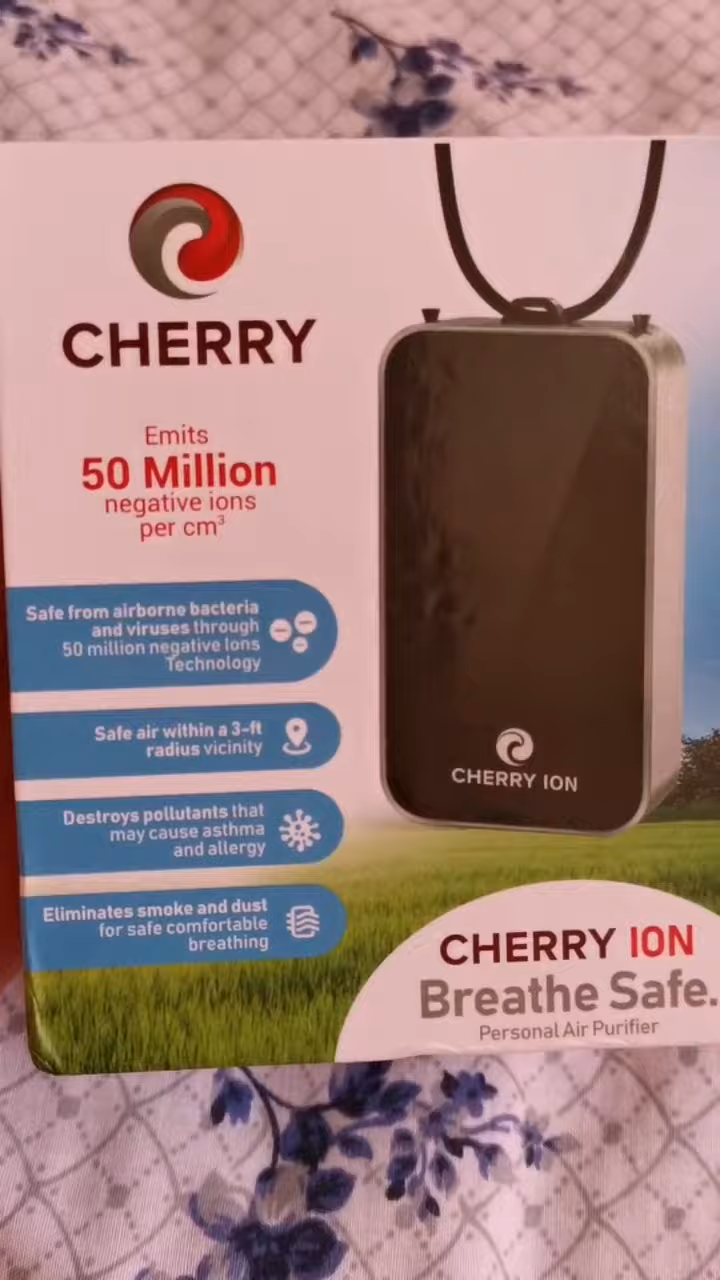 CHERRY
Emits
50 Million
negative ions
per cm³
Safe from airborne bacteria
and viruses through
50 million negative Ions
Technology
Safe air within a 3-ft
radius vicinity
Destroys pollutants that
may cause asthma
and allergy
Eliminates smoke and dust
for safe comfortable
breathing
CHERRY ION
CHERRY ION
Breathe Safe.
Personal Air Purifier